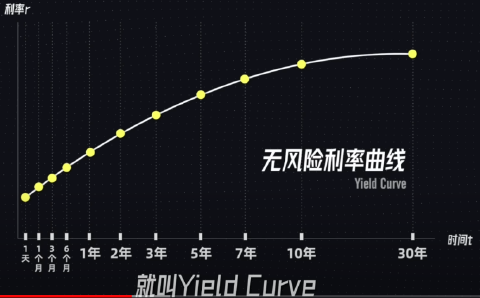 利率r
无风险利率曲线
Yield Curve
1天
1个月
3个月
6个月
1年
2年
3年
5年
7年
10年
30年
时间t
就叫Yield Curve